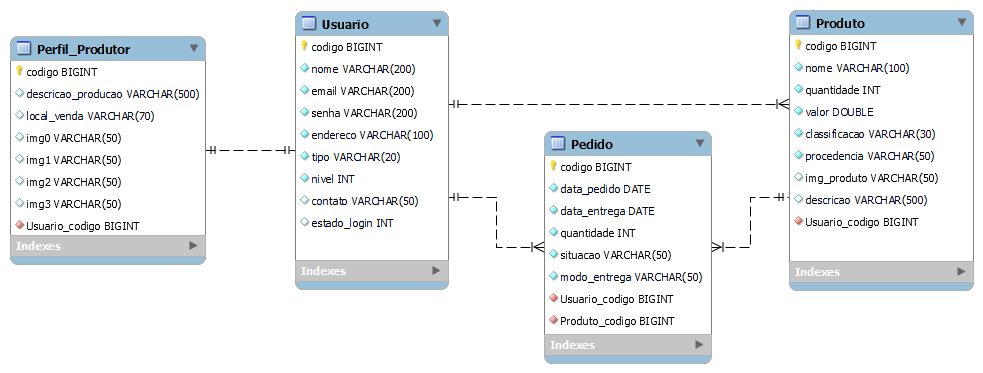 Perfil_Produtor
codigo BIGINT
descricao_producao VARCHAR(500)
local_venda VARCHAR(70)
img0 VARCHAR(50)
img1 VARCHAR(50)
img2 VARCHAR(50)
img3 VARCHAR(50)
Usuario_codigo BIGINT
Indexes
Usuario
codigo BIGINT
nome VARCHAR(200)
email VARCHAR(200)
senha VARCHAR(200)
endereco VARCHAR(100)
tipo VARCHAR(20)
nivel INT
contato VARCHAR(50)
estado_login INT
Indexes
Pedido
codigo BIGINT
data_pedido DATE
data_entrega DATE
quantidade INT
situacao VARCHAR(50)
modo_entrega VARCHAR(50)
Usuario_codigo BIGINT
Produto_codigo BIGINT
Indexes
Produto
codigo BIGINT
nome VARCHAR(100)
quantidade INT
valor DOUBLE
classificacao VARCHAR(30)
procedencia VARCHAR(50)
img_produto VARCHAR(50)
descricao VARCHAR(500)
Usuario_codigo BIGINT
Indexes